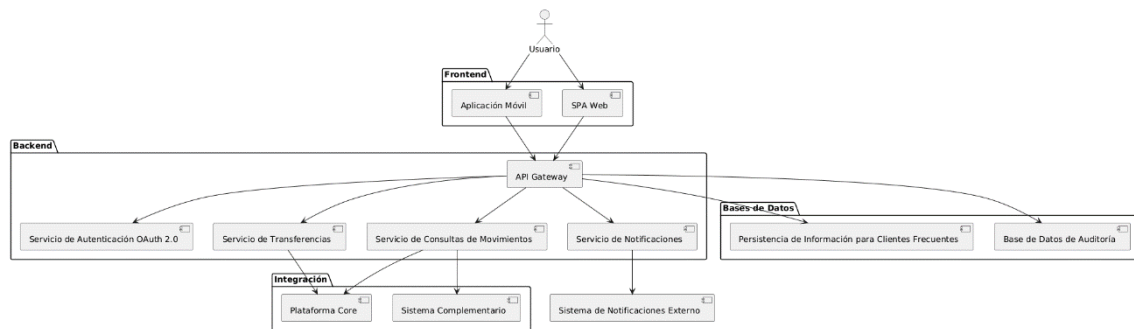 Usuario
Frontend
Aplicación Móvil
SPA Web
Backend
API Gateway
Bases de Datos
Servicio de Autenticación OAuth 2.0
Servicio de Transferencias
Servicio de Consultas de Movimientos
Servicio de Notificaciones
Persistencia de Información para Clientes Frecuentes
Base de Datos de Auditoría
Integración
Plataforma Core
Sistema Complementario
Sistema de Notificaciones Externo